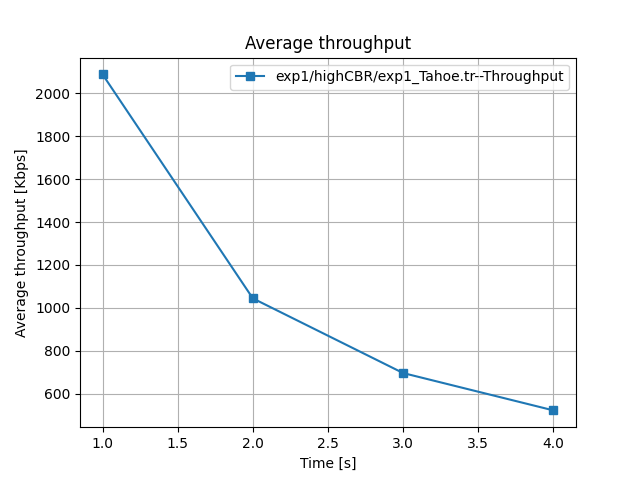 Average throughput
exp1/highCBR/exp1_Tahoe.tr--Throughput
Average throughput [Kbps]
2000
1800
1600
1400
1200
1000
800
600
1.0 1.5 2.0 2.5 3.0 3.5 4.0
Time [s]